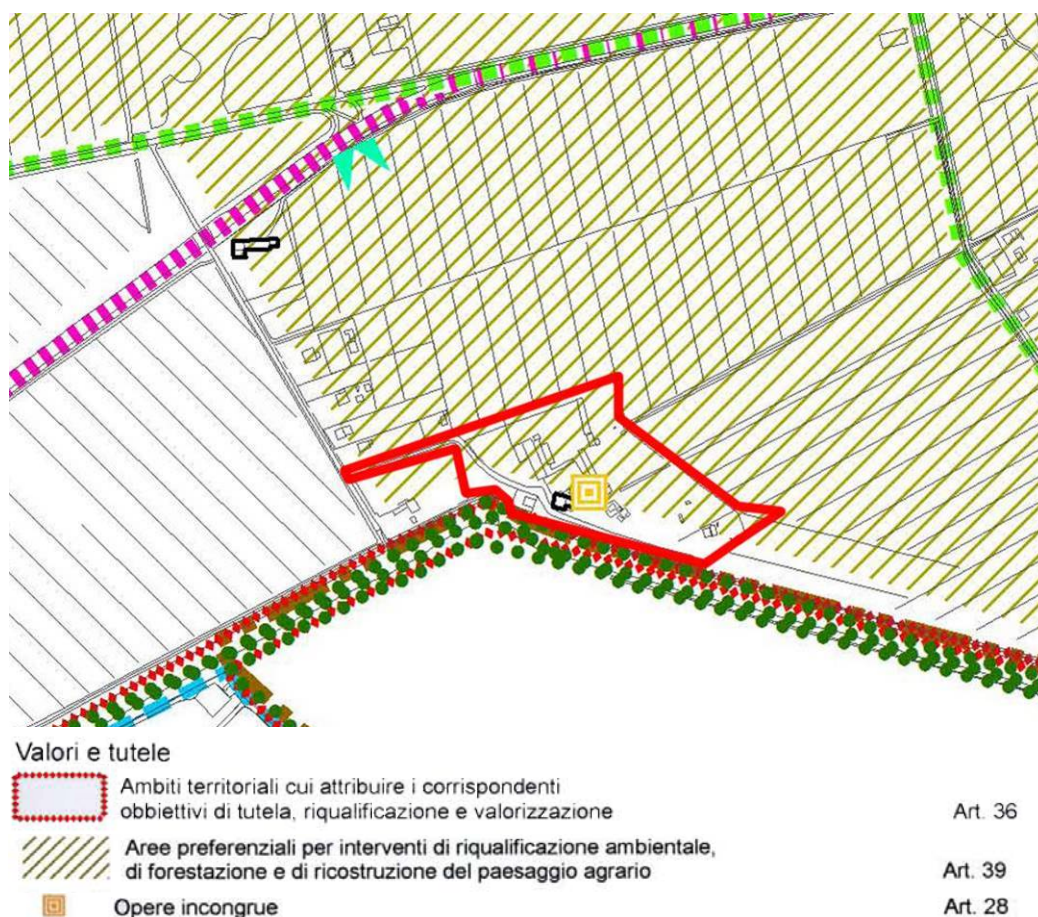 Valori e tutele
Ambiti territoriali cui attribuire i corrispondenti
obbiettivi di tutela, riqualificazione e valorizzazione Art. 36
Aree preferenziali per interventi di riqualificazione ambientale,
di forestazione e di ricostruzione del paesaggio agrario Art. 39
Opere incongrue Art. 28